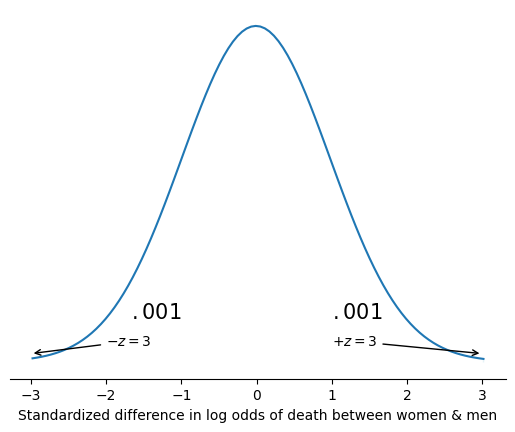 .001 .001
−z = 3 +z = 3
−3 −2 −1 0 1 2 3
Standardized difference in log odds of death between women & men